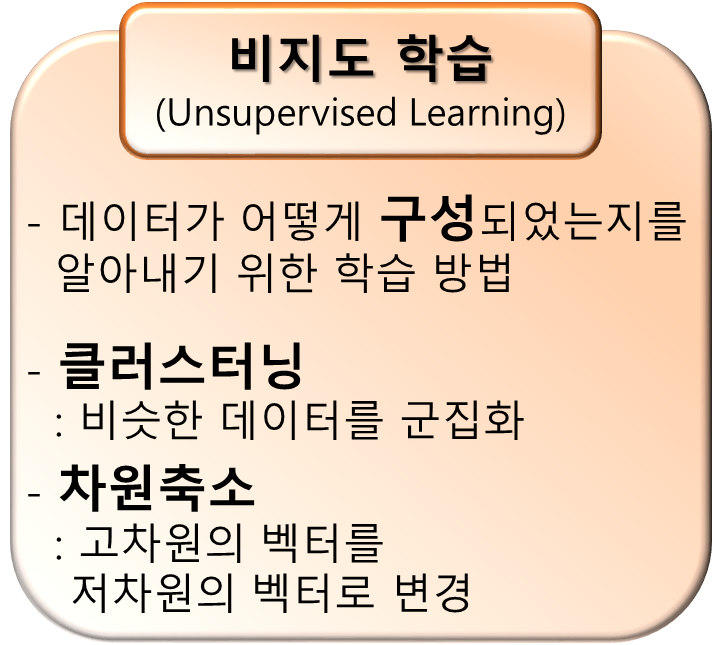 비지도 학습
(Unsupervised Learning)
- 데이터가 어떻게 구성되었는지를
알아내기 위한 학습 방법
- 클러스터닝
: 비슷한 데이터를 군집화
- 차원축소
: 고차원의 벡터를
저차원의 벡터로 변경